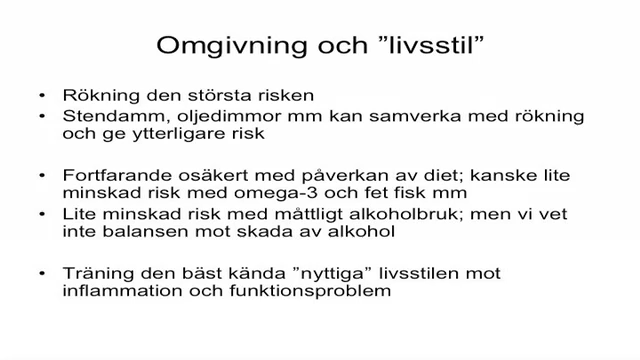 Omgivning och ”livsstil”
• Rökning den största risken
• Stendamm, oljedimmor mm kan samverka med rökning
och ge ytterligare risk
• Fortfarande osäkert med påverkan av diet; kanske lite
minskad risk med omega-3 och fet fisk mm
• Lite minskad risk med måttligt alkoholbruk; men vi vet
inte balansen mot skada av alkohol
• Träning den bäst kända ”nyttiga” livsstilen mot
inflammation och funktionsproblem